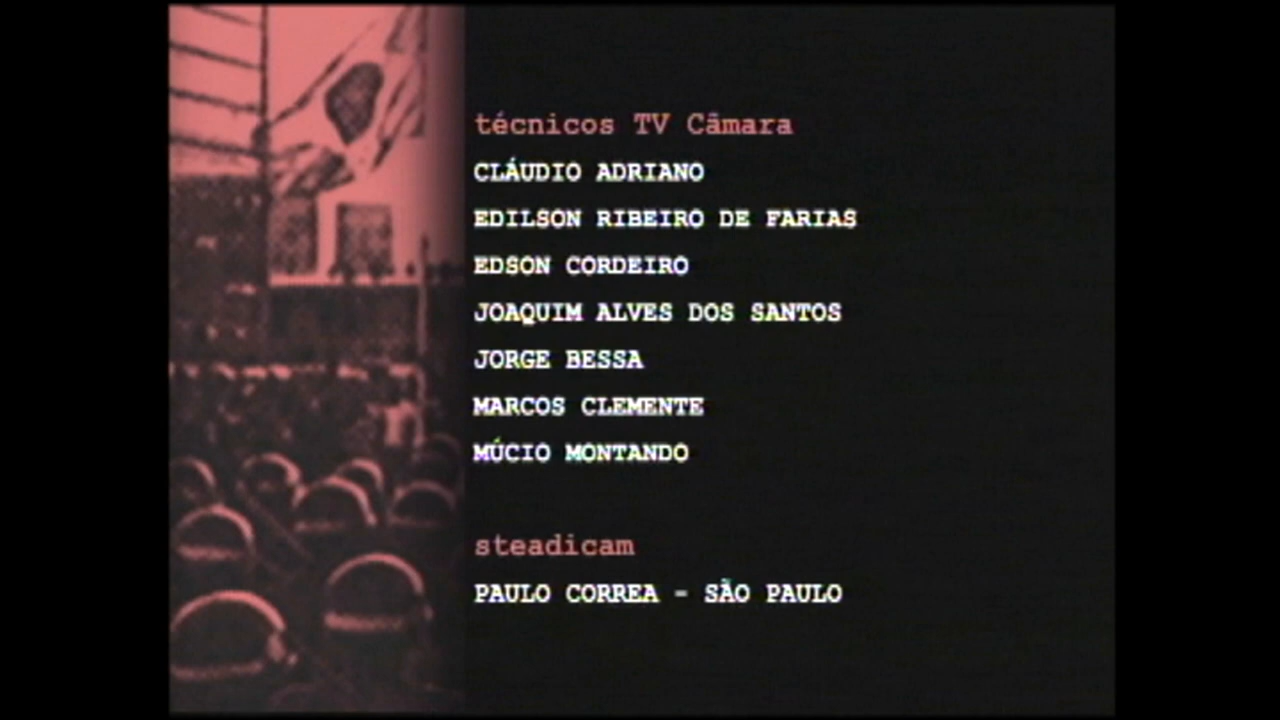 técnicos TV Câmara
CLÁUDIO ADRIANO
EDILSON RIBEIRO DE FARIAS
EDSON CORDEIRO
JOAQUIM ALVES DOS SANTOS
JORGE BESSA
MARCOS CLEMENTE
MÚCIO MONTANDO
steadicam
PAULO CORREA - SÃO PAULO